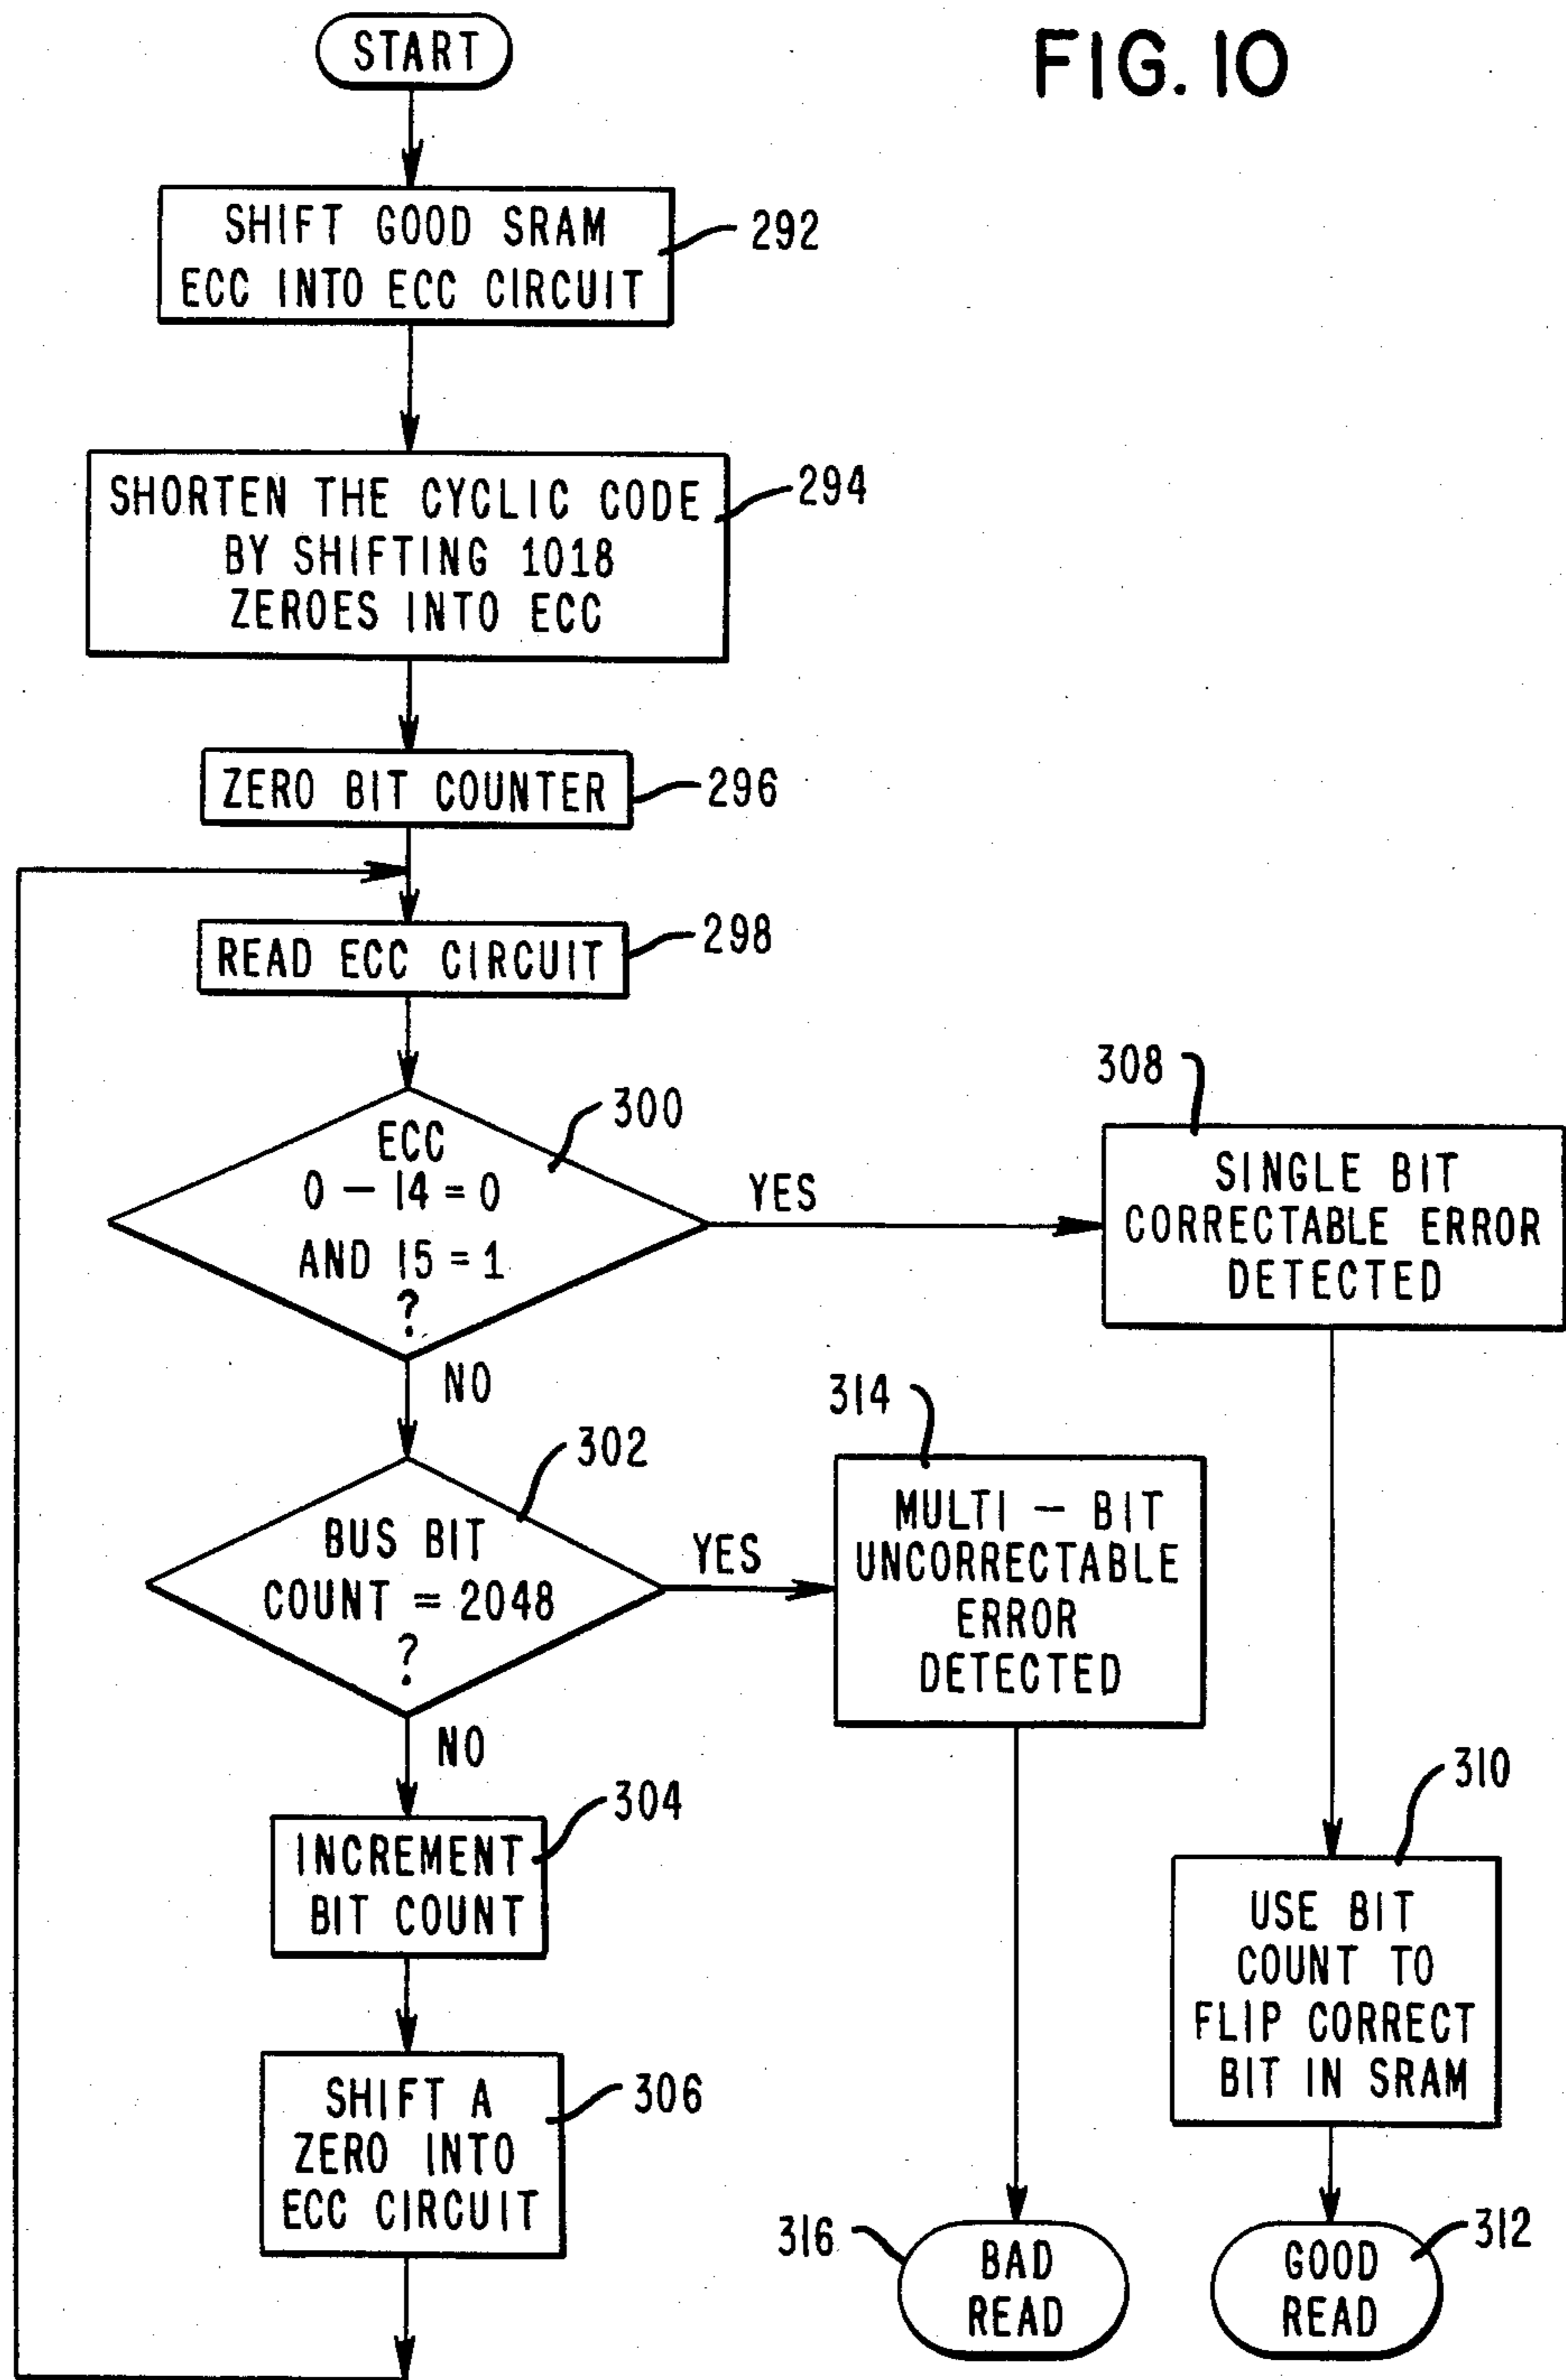 FIG. 10
START
SHIFT GOOD SRAM
ECC INTO ECC CIRCUIT
292
SHORTEN THE CYCLIC CODE
BY SHIFTING 1018
ZEROES INTO ECC
294
ZERO BIT COUNTER
296
READ ECC CIRCUIT
298
ECC
0 – 14 = 0
AND 15 = 1
?
300
YES
NO
308
SINGLE BIT
CORRECTABLE ERROR
DETECTED
BUS BIT
COUNT = 2048
?
302
YES
NO
314
MULTI – BIT
UNCORRECTABLE
ERROR
DETECTED
INCREMENT
BIT COUNT
304
310
USE BIT
COUNT TO
FLIP CORRECT
BIT IN SRAM
SHIFT A
ZERO INTO
ECC CIRCUIT
306
316
BAD
READ
GOOD
READ
312